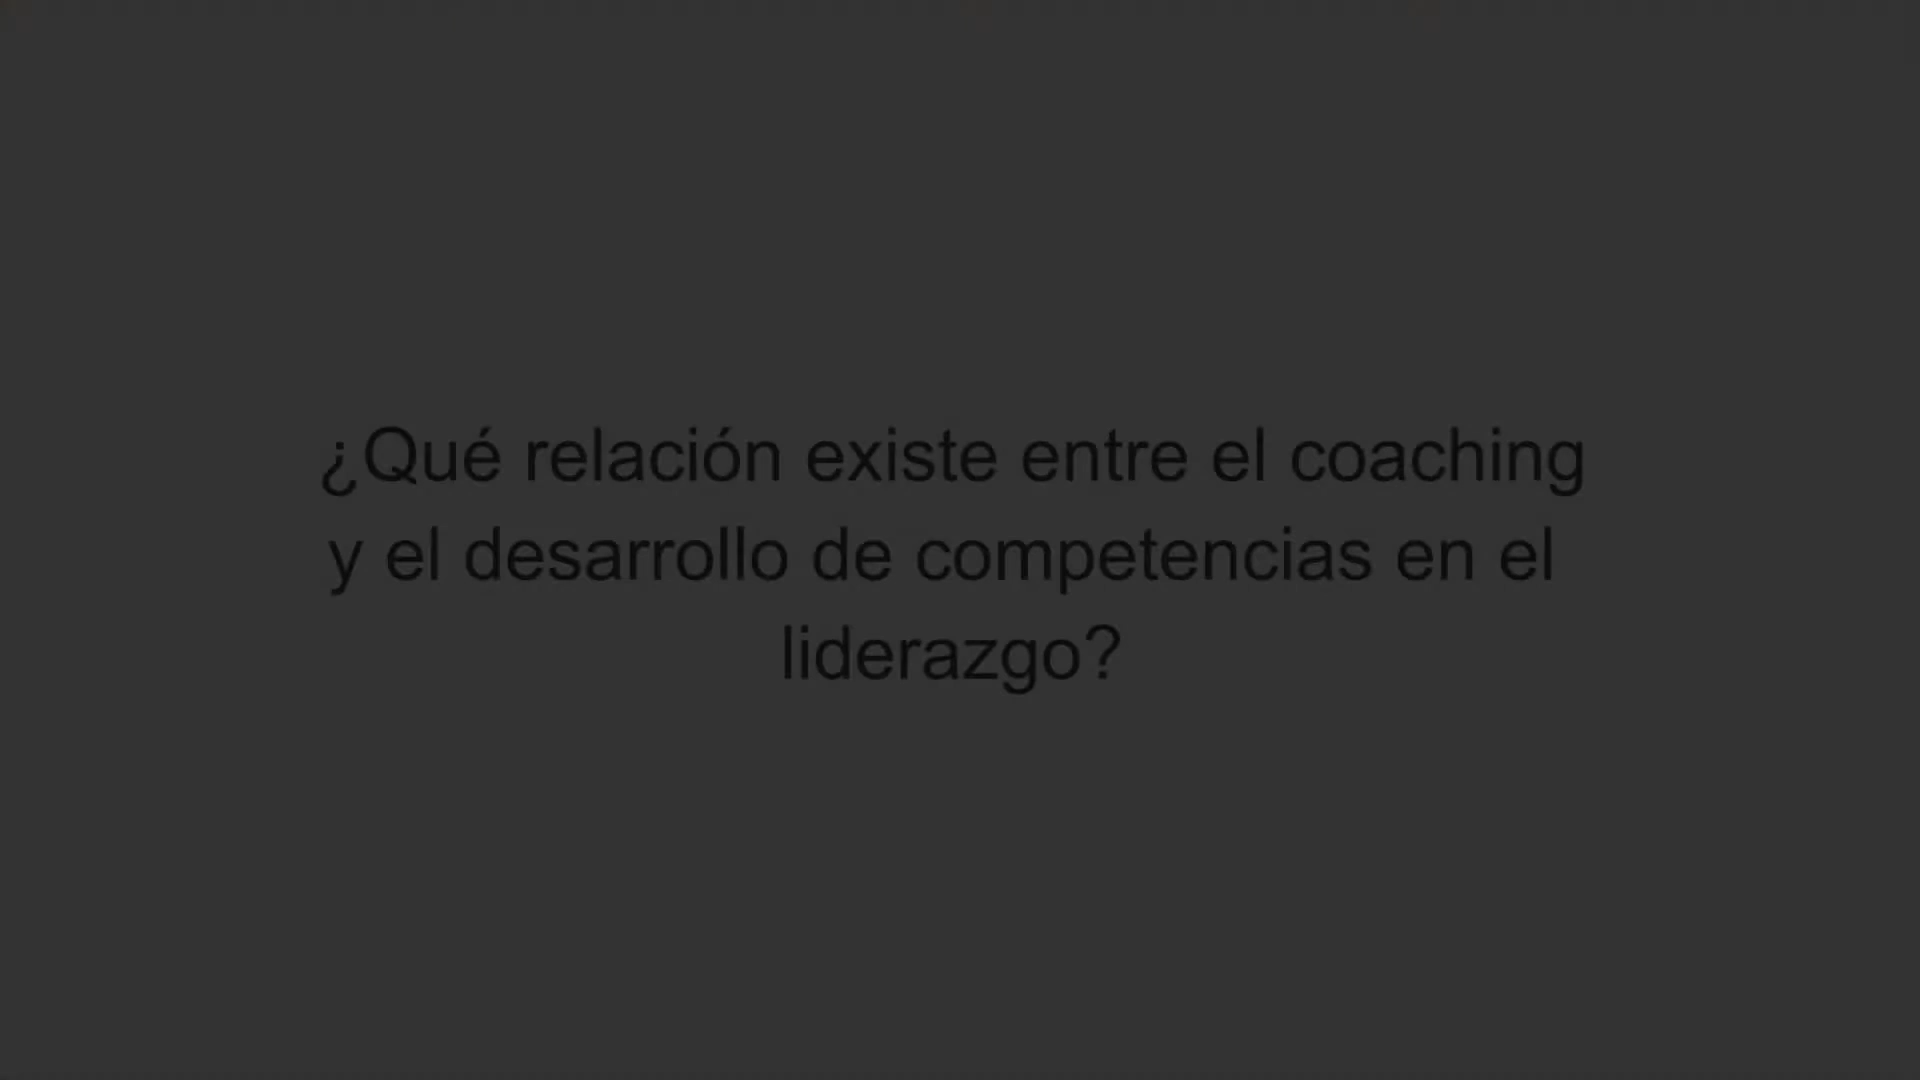 ¿Qué relación existe entre el coaching
y el desarrollo de competencias en el
liderazgo?